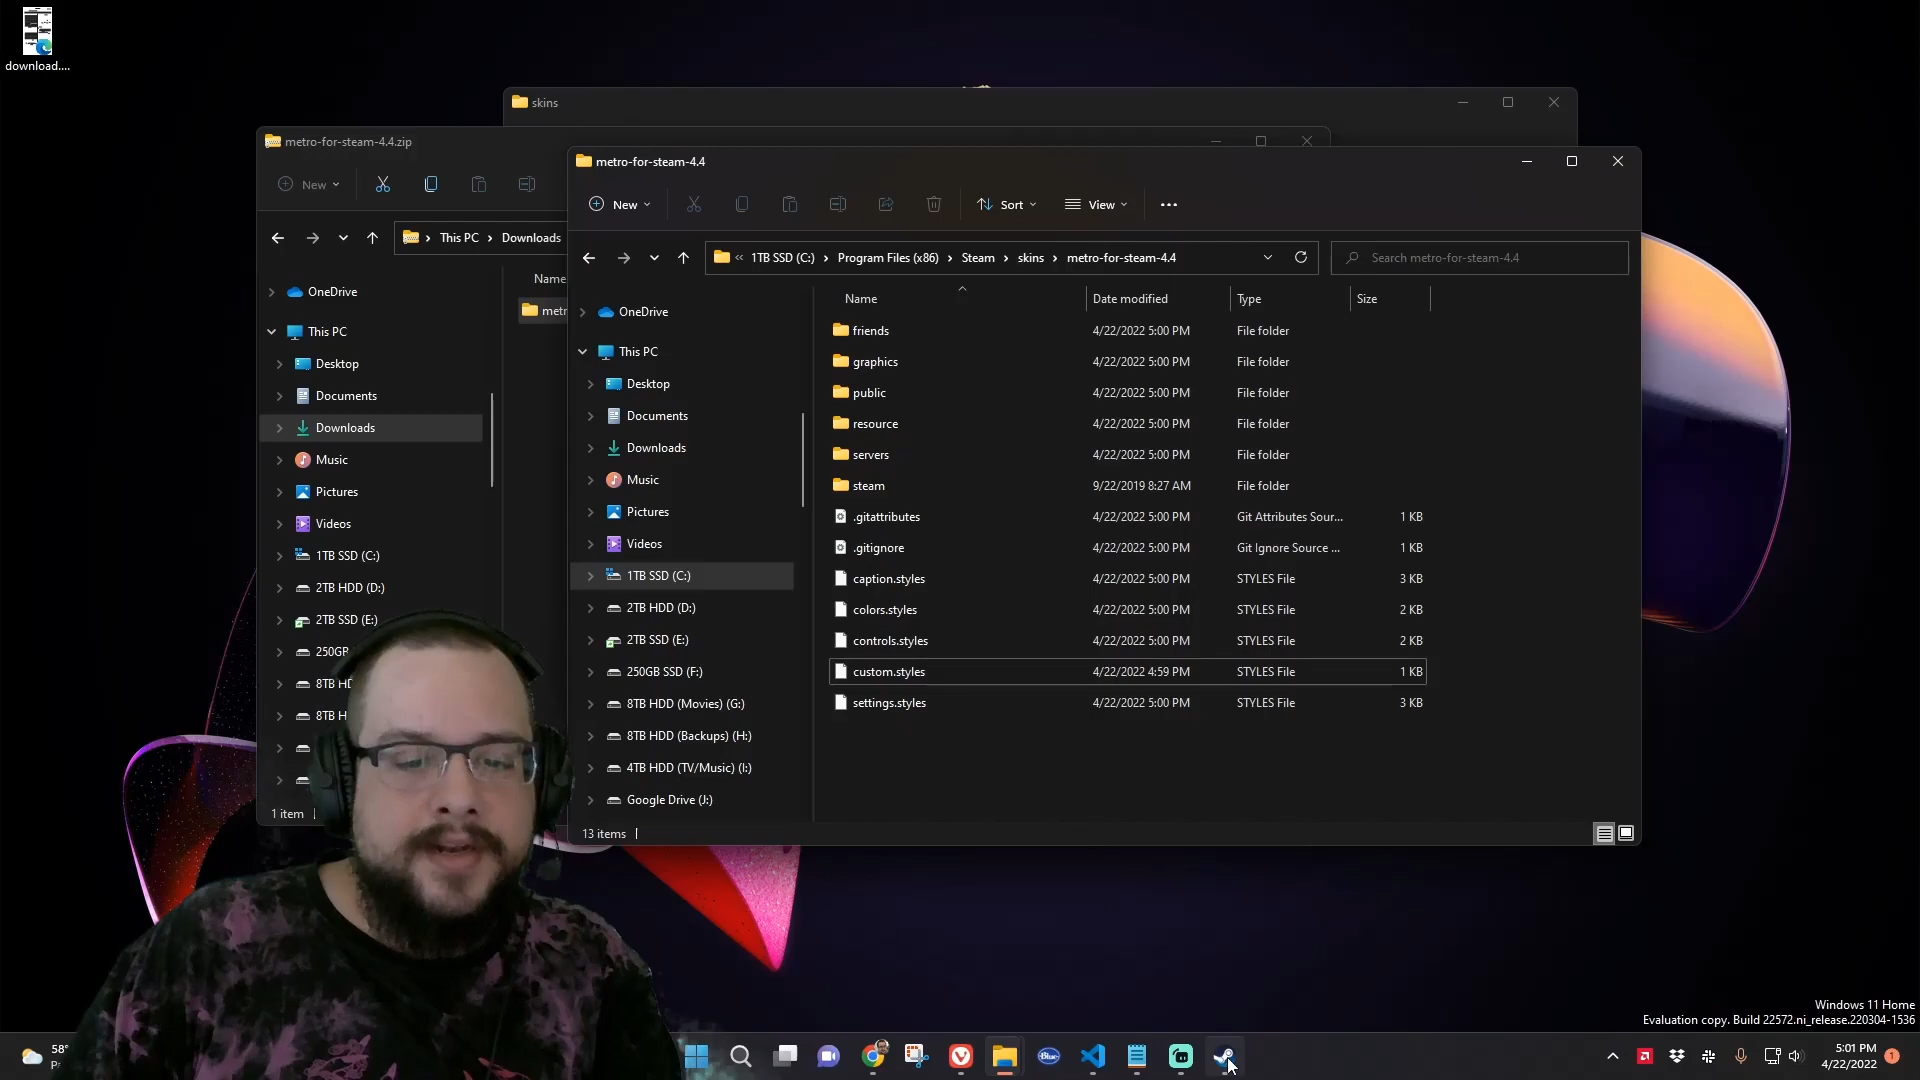 download....
skins
metro-for-steam-4.4.zip
New
This PC
Downloads
Name
metr
OneDrive
This PC
Desktop
Documents
Downloads
Music
Pictures
Videos
1TB SSD (C:)
2TB HDD (D:)
2TB SSD (E:)
250GB
8TB HD
8TB H
1 item
metro-for-steam-4.4
New
Sort
View
1TB SSD (C:)
Program Files (x86)
Steam
skins
metro-for-steam-4.4
Search metro-for-steam-4.4
OneDrive
This PC
Desktop
Documents
Downloads
Music
Pictures
Videos
1TB SSD (C:)
2TB HDD (D:)
2TB SSD (E:)
250GB SSD (F:)
8TB HDD (Movies) (G:)
8TB HDD (Backups) (H:)
4TB HDD (TV/Music) (I:)
Google Drive (J:)
Name Date modified Type Size
friends 4/22/2022 5:00 PM File folder
graphics 4/22/2022 5:00 PM File folder
public 4/22/2022 5:00 PM File folder
resource 4/22/2022 5:00 PM File folder
servers 4/22/2022 5:00 PM File folder
steam 9/22/2019 8:27 AM File folder
.gitattributes 4/22/2022 5:00 PM Git Attributes Sour... 1 KB
.gitignore 4/22/2022 5:00 PM Git Ignore Source ... 1 KB
caption.styles 4/22/2022 5:00 PM STYLES File 3 KB
colors.styles 4/22/2022 5:00 PM STYLES File 2 KB
controls.styles 4/22/2022 5:00 PM STYLES File 2 KB
custom.styles 4/22/2022 4:59 PM STYLES File 1 KB
settings.styles 4/22/2022 5:00 PM STYLES File 3 KB
13 items
Windows 11 Home
Evaluation copy. Build 22572.ni_release.220304-1536
58°
Blue
5:01 PM
4/22/2022
1